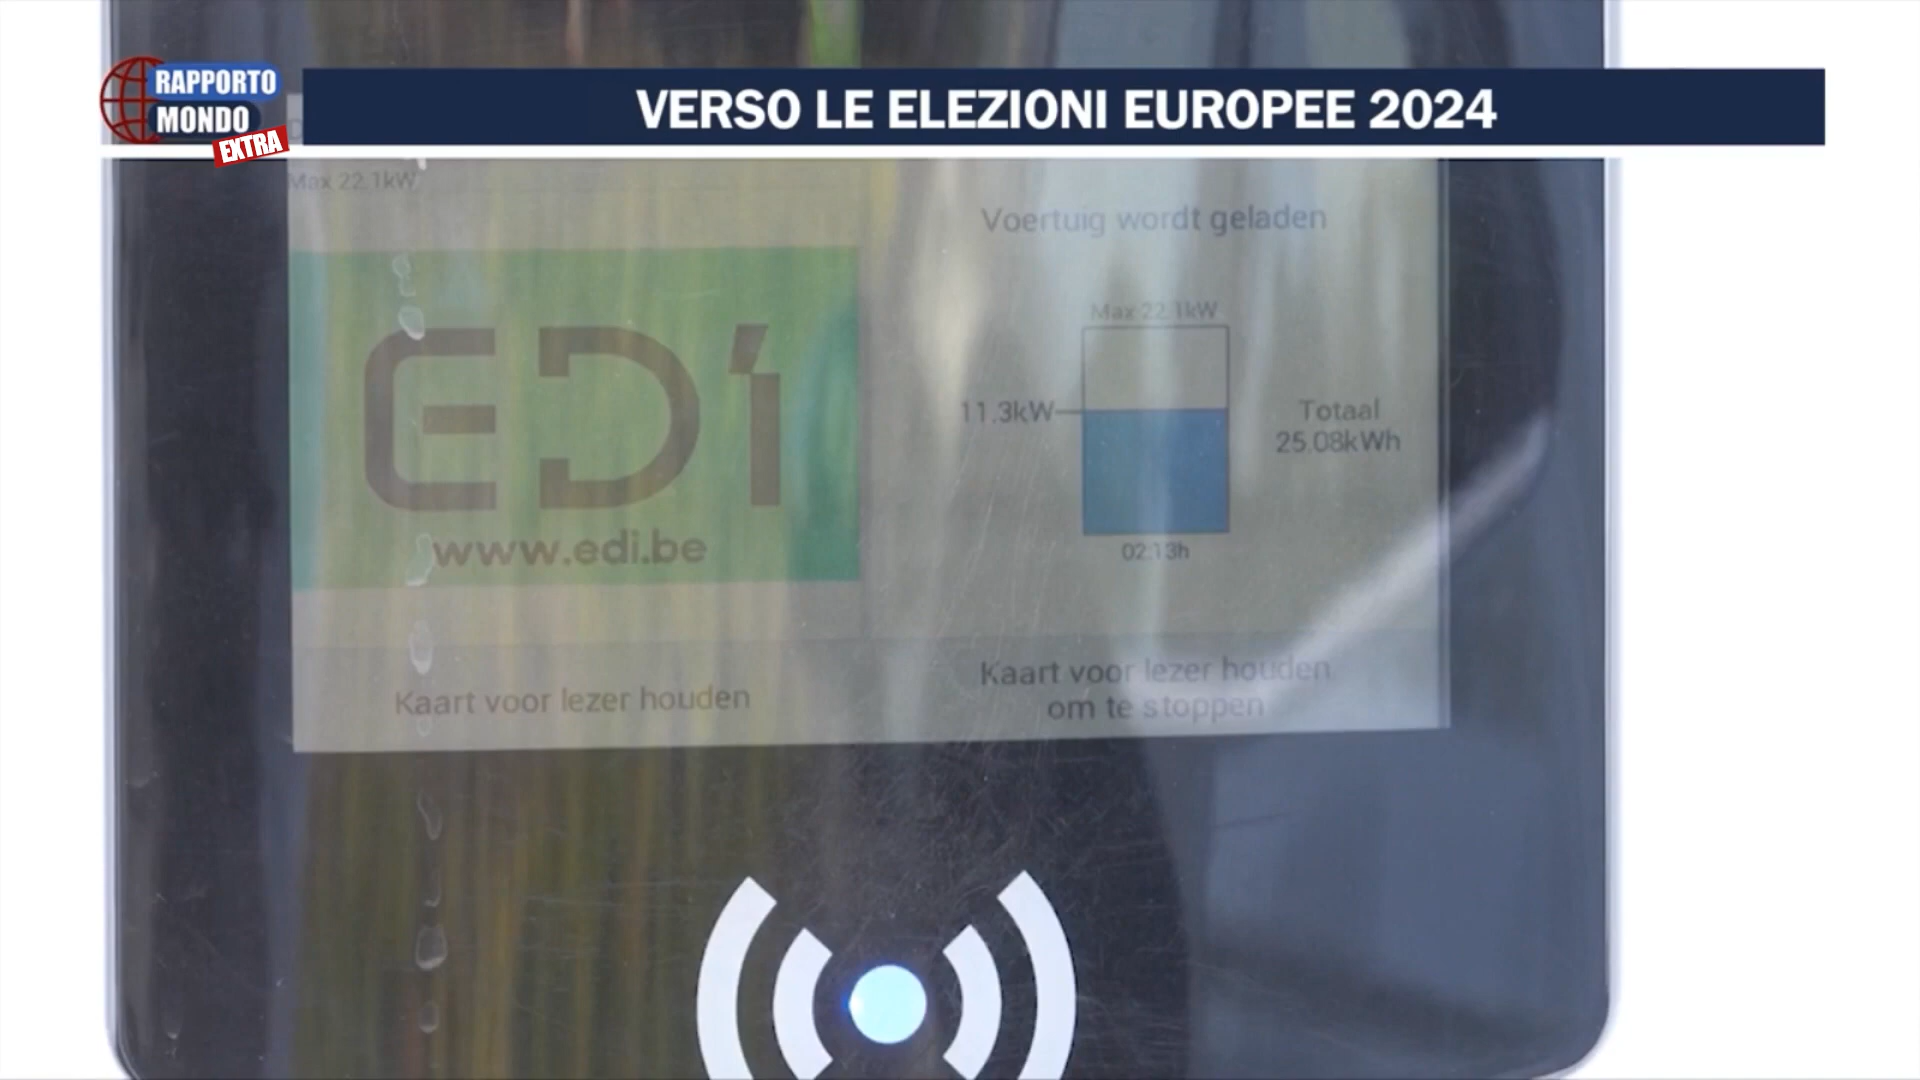 RAPPORTO
MONDO
EXTRA
VERSO LE ELEZIONI EUROPEE 2024
Max 22.1kW
EDI
www.edi.be
Kaart voor lezer houden
Voertuig wordt geladen
Max 22.1kW
11.3kW
Totaal
25.08kWh
02:13h
Kaart voor lezer houden
om te stoppen